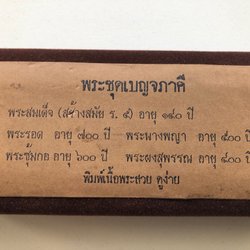 พระชุดเบญจภาคี
พระสมเด็จ (สร้างสมัย ร. ๕) อายุ ๑๔๐ ปี
พระรอด อายุ ๗๐๐ ปี พระนางพญา อายุ ๕๐๐ ปี
พระซุ้มกอ อายุ ๖๐๐ ปี พระผงสุพรรณ อายุ ๔๐๐ ปี
พิมพ์เนื้อพระสวย ดูง่าย